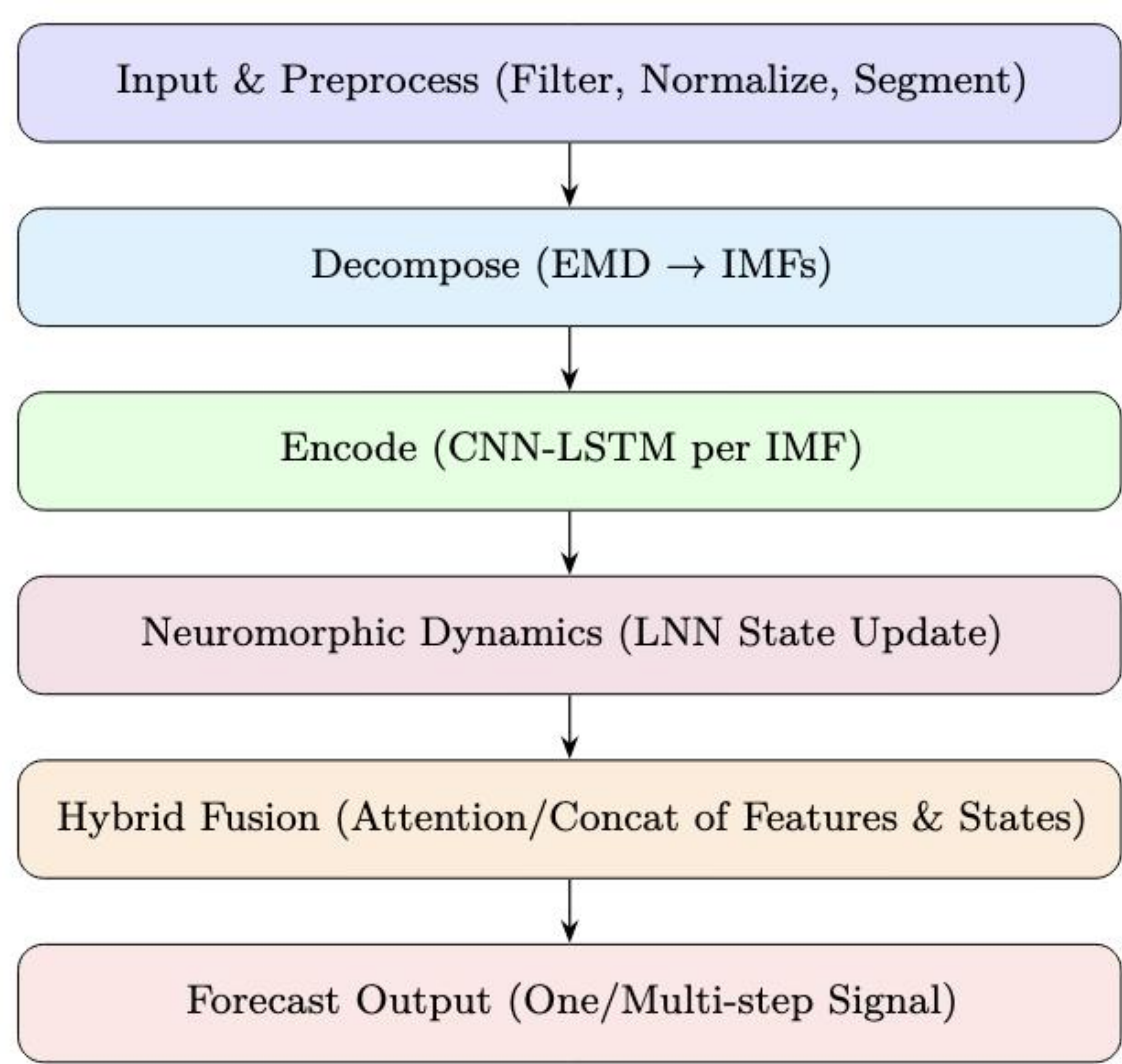 Input & Preprocess (Filter, Normalize, Segment)
Decompose (EMD → IMFs)
Encode (CNN-LSTM per IMF)
Neuromorphic Dynamics (LNN State Update)
Hybrid Fusion (Attention/Concat of Features & States)
Forecast Output (One/Multi-step Signal)